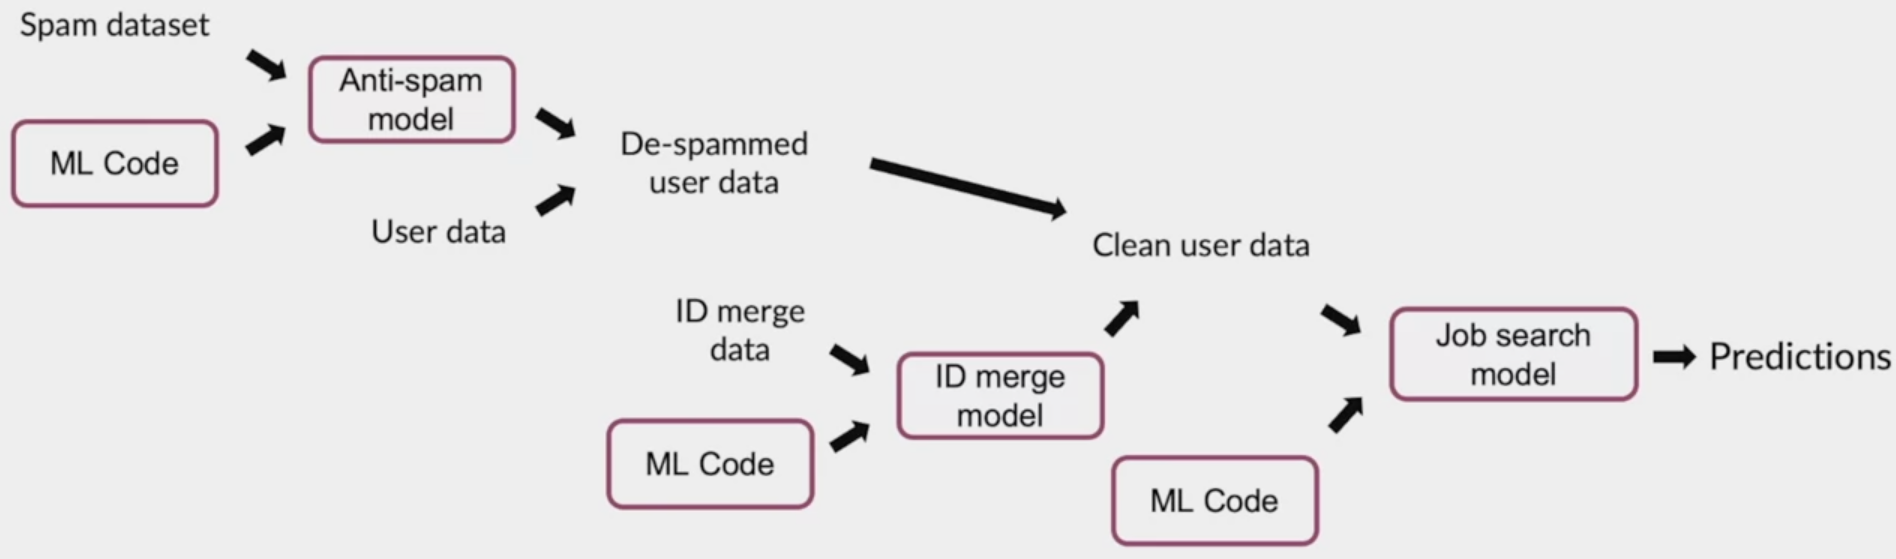 Spam dataset
Anti-spam
model
ML Code
De-spammed
user data
User data
Clean user data
ID merge
data
ID merge
model
ML Code
Job search
model
Predictions
ML Code